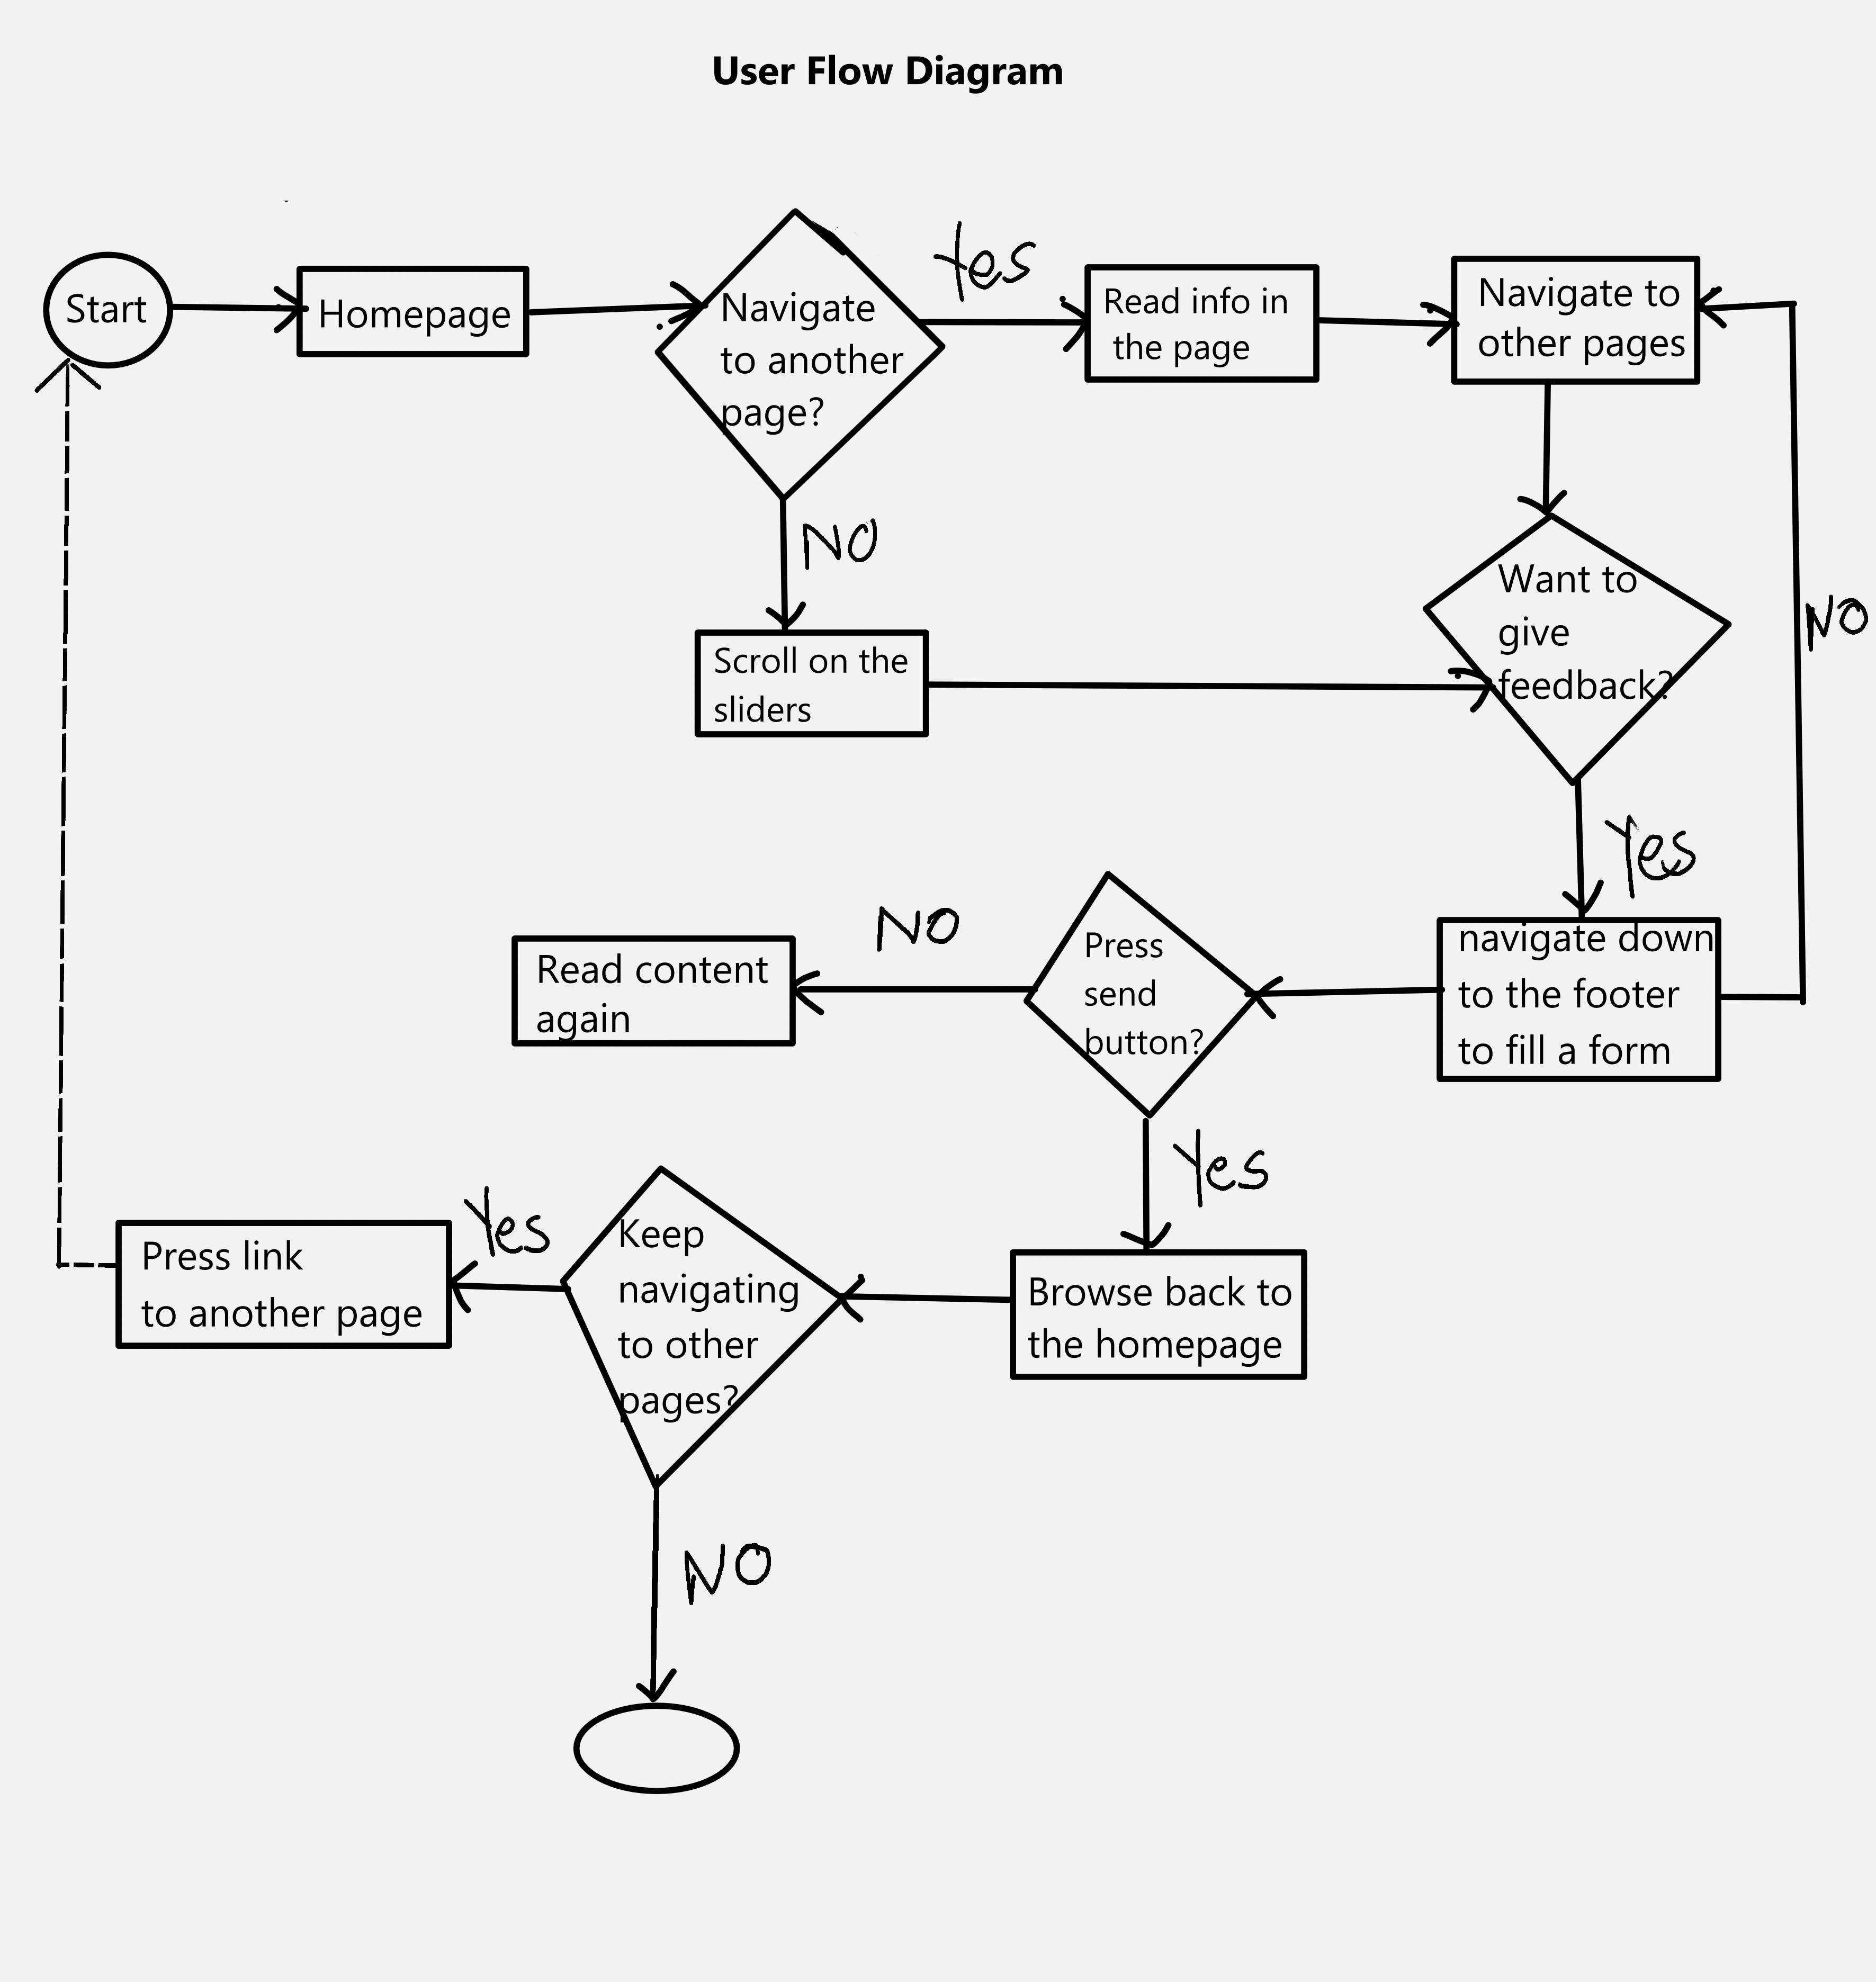 User Flow Diagram
Start
Homepage
Navigate
to another
page?
Yes
Read info in
the page
Navigate to
other pages
NO
Scroll on the
sliders
Want to
give
feedback?
NO
Yes
navigate down
to the footer
to fill a form
Press
send
button?
NO
Read content
again
Yes
Browse back to
the homepage
Keep
navigating
to other
pages?
Yes
Press link
to another page
NO